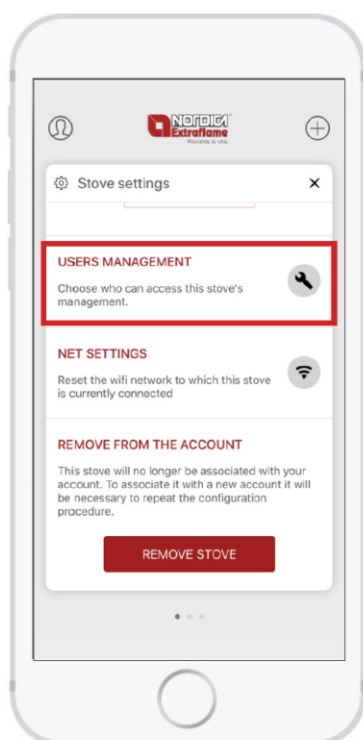 NORDICA
Extraflame
Riscalda la vita.
Stove settings
USERS MANAGEMENT
Choose who can access this stove's
management.
NET SETTINGS
Reset the wifi network to which this stove
is currently connected
REMOVE FROM THE ACCOUNT
This stove will no longer be associated with your
account. To associate it with a new account it will
be necessary to repeat the configuration
procedure.
REMOVE STOVE